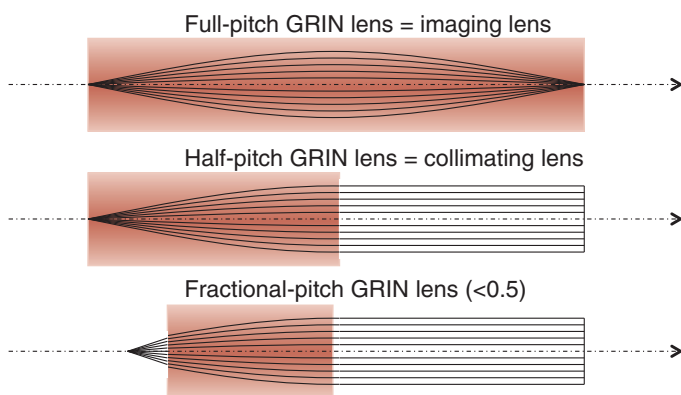 Full-pitch GRIN lens = imaging lens
Half-pitch GRIN lens = collimating lens
Fractional-pitch GRIN lens (<0.5)